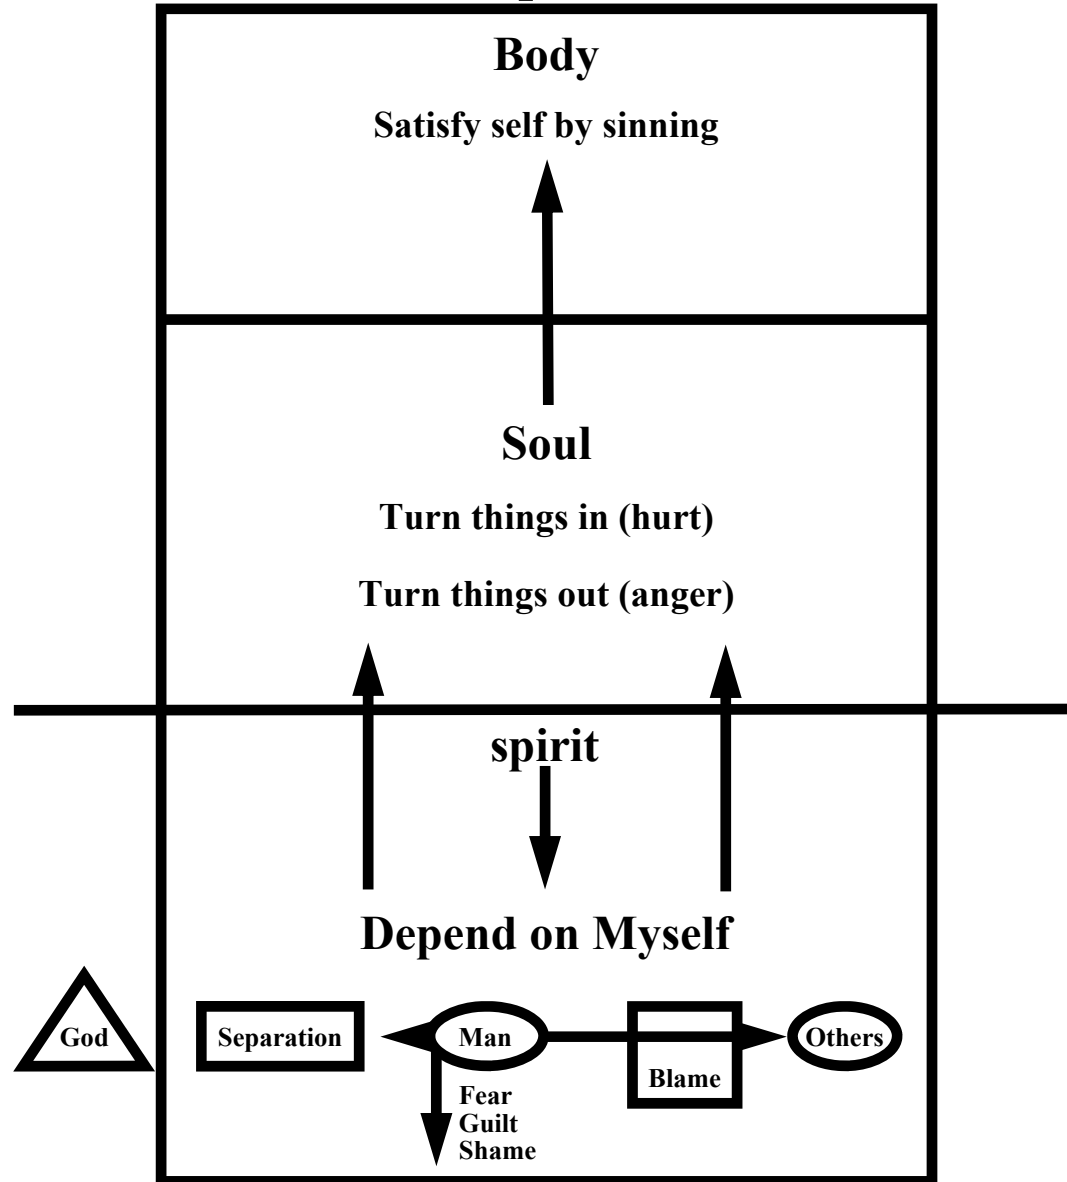 Body
Satisfy self by sinning
Soul
Turn things in (hurt)
Turn things out (anger)
spirit
Depend on Myself
God
Separation
Man
Others
Blame
Fear
Guilt
Shame